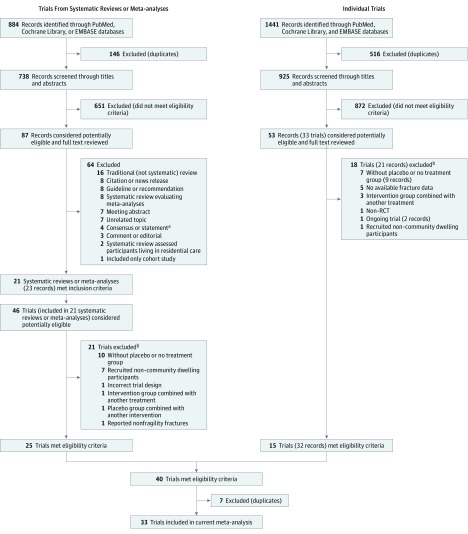 Trials From Systematic Reviews or Meta-analyses
884 Records identified through PubMed,
Cochrane Library, or EMBASE databases
146 Excluded (duplicates)
738 Records screened through titles
and abstracts
651 Excluded (did not meet eligibility
criteria)
87 Records considered potentially
eligible and full text reviewed
64 Excluded
16 Traditional (not systematic) review
8 Citation or news release
8 Guideline or recommendation
8 Systematic review evaluating
meta-analyses
7 Meeting abstract
7 Unrelated topic
4 Consensus or statementa
3 Comment or editorial
2 Systematic review assessed
participants living in residential care
1 Included only cohort study
21 Systematic reviews or meta-analyses
(23 records) met inclusion criteria
46 Trials (included in 21 systematic
reviews or meta-analyses) considered
potentially eligible
21 Trials excludedb
10 Without placebo or no treatment
group
7 Recruited non–community dwelling
participants
1 Incorrect trial design
1 Intervention group combined with
another treatment
1 Placebo group combined with
another intervention
1 Reported nonfragility fractures
25 Trials met eligibility criteria
Individual Trials
1441 Records identified through PubMed,
Cochrane Library, and EMBASE databases
516 Excluded (duplicates)
925 Records screened through titles
and abstracts
872 Excluded (did not meet eligibility
criteria)
53 Records (33 trials) considered potentially
eligible and full text reviewed
18 Trials (21 records) excludedb
7 Without placebo or no treatment
group (9 records)
5 No available fracture data
3 Intervention group combined with
another treatment
1 Non-RCT
1 Ongoing trial (2 records)
1 Recruited non–community dwelling
participants
15 Trials (32 records) met eligibility criteria
40 Trials met eligibility criteria
7 Excluded (duplicates)
33 Trials included in current meta-analysis